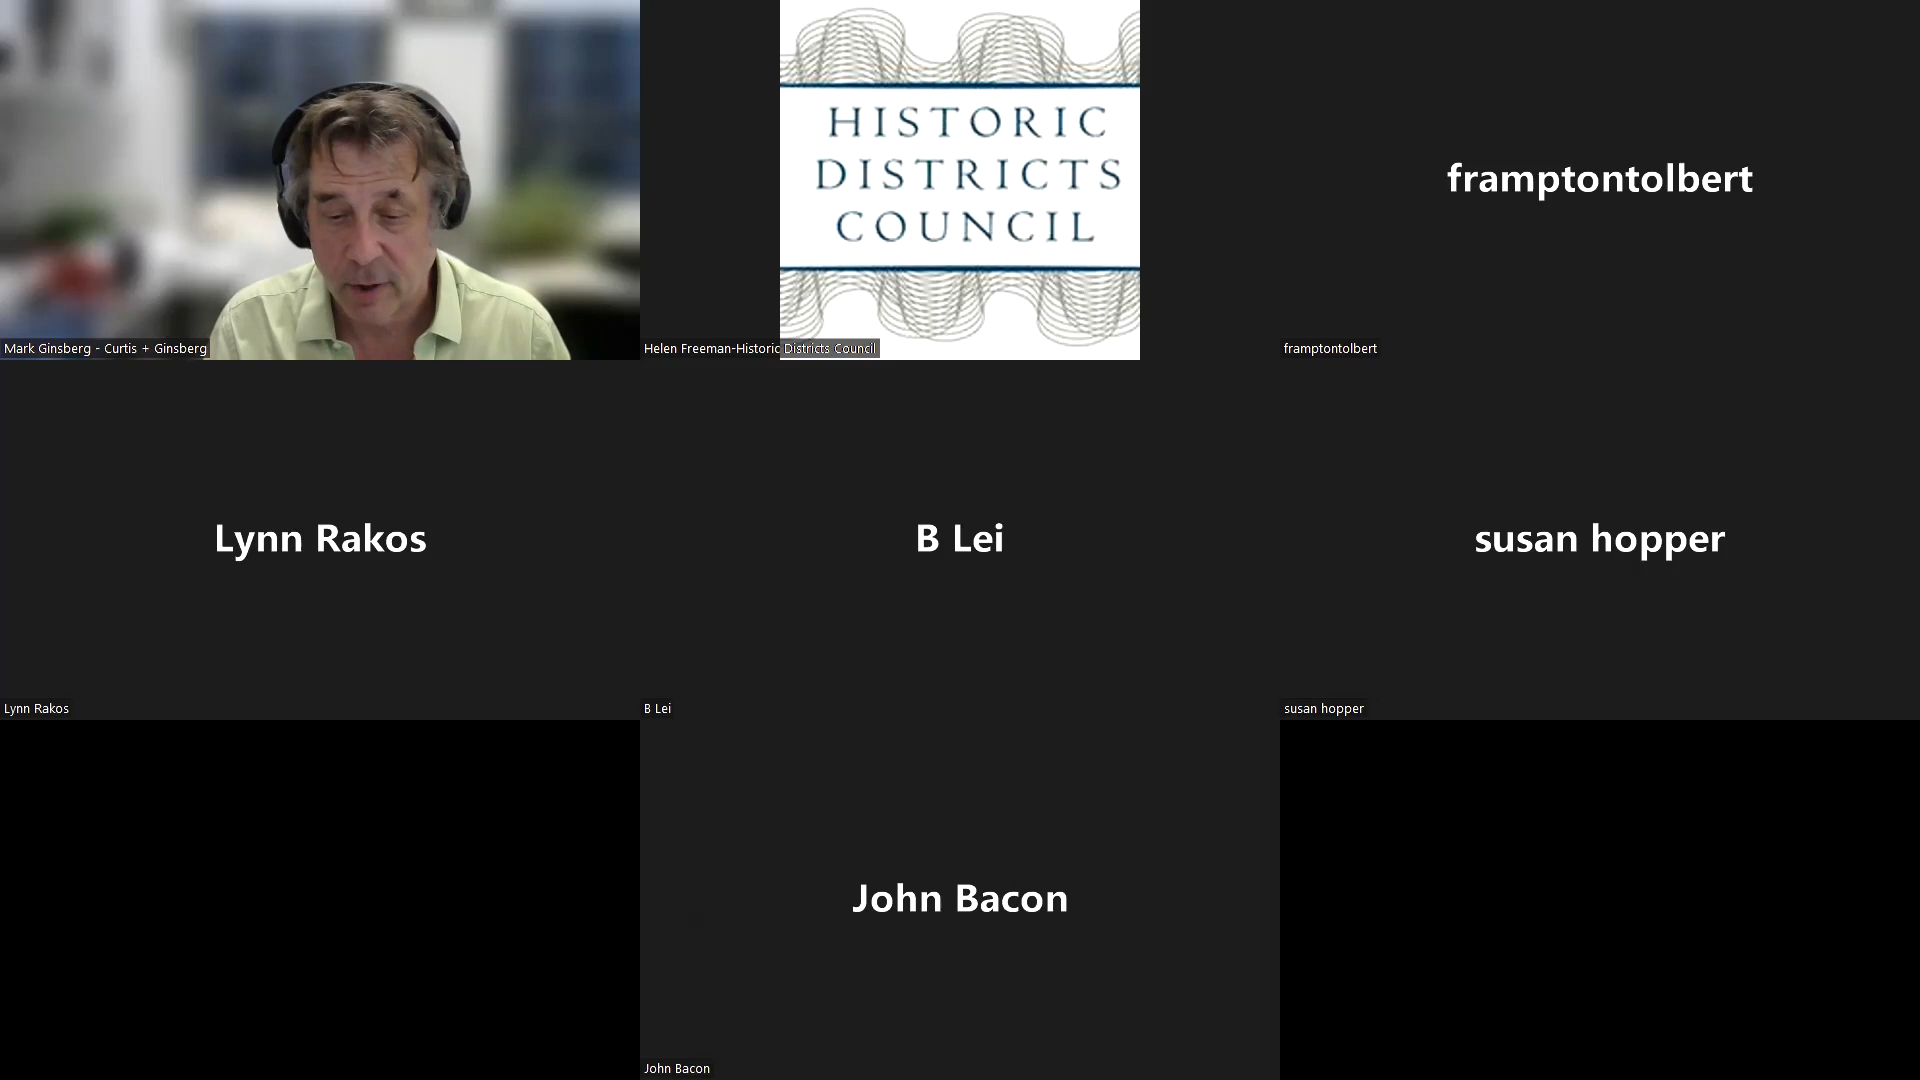 HISTORIC
DISTRICTS
COUNCIL
framptontolbert
Mark Ginsberg - Curtis + Ginsberg
Helen Freeman-Historic Districts Council
framptontolbert
Lynn Rakos
B Lei
susan hopper
Lynn Rakos
B Lei
susan hopper
John Bacon
John Bacon